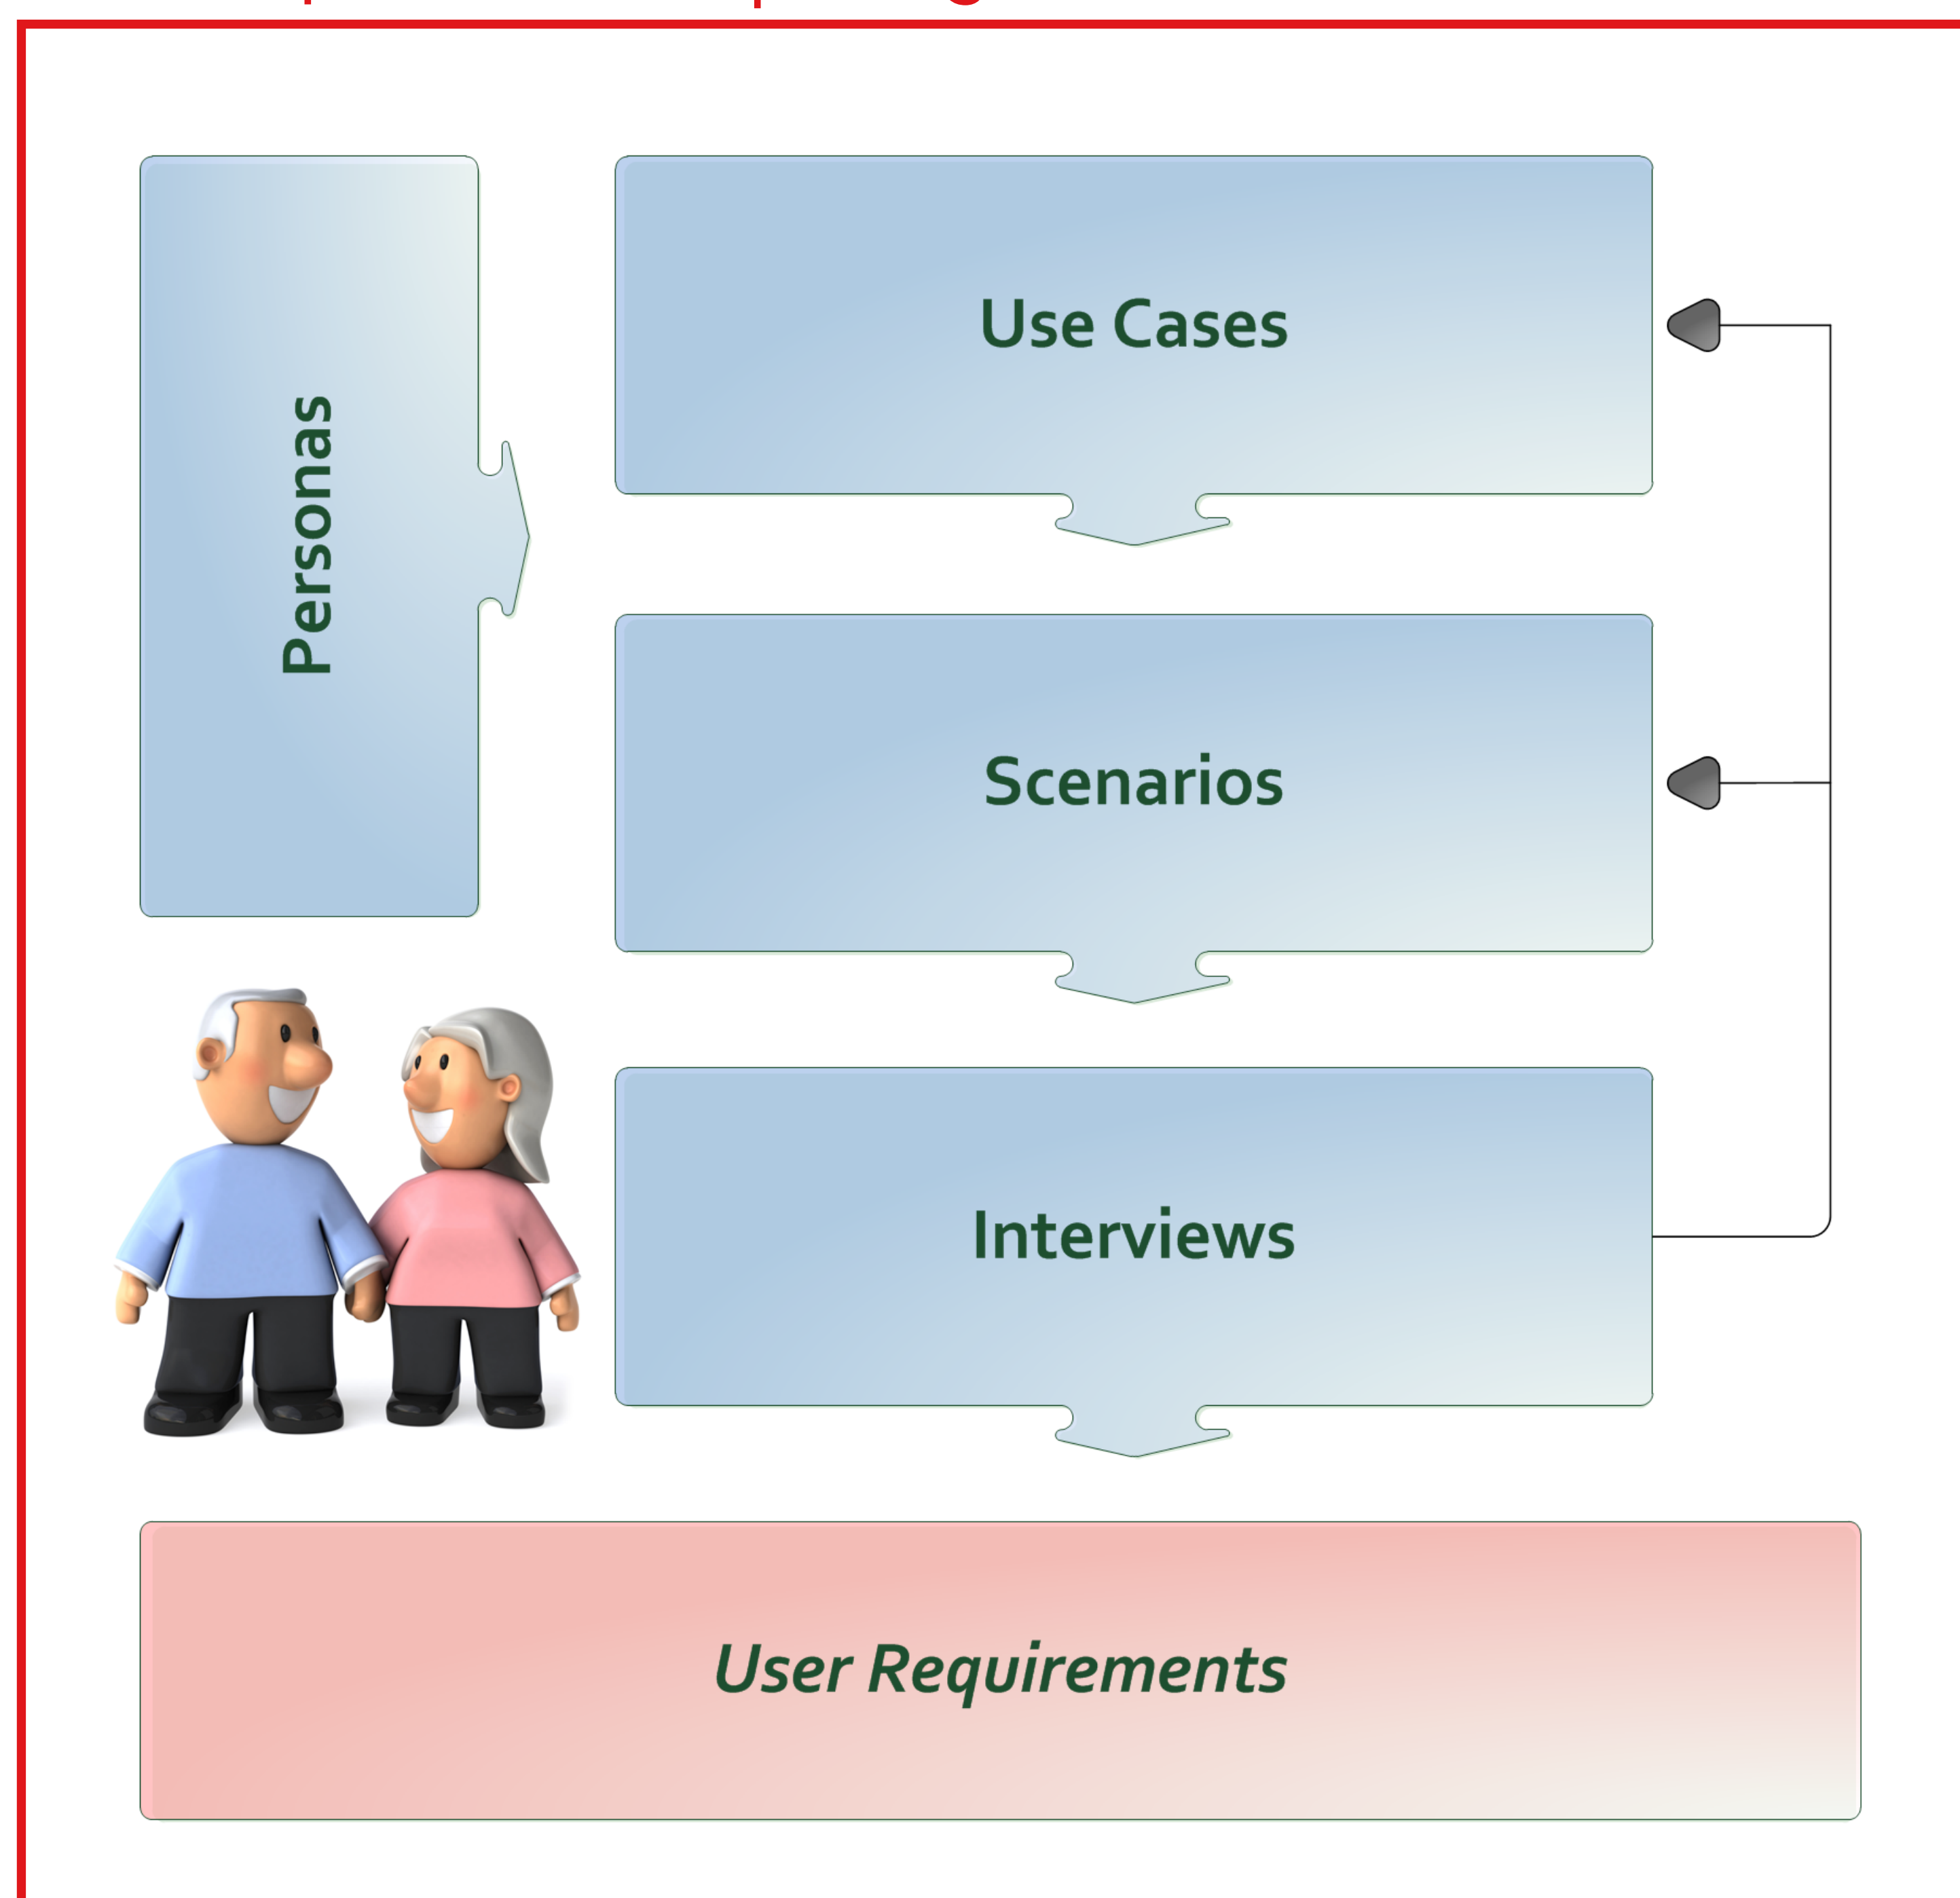 Personas
Use Cases
Scenarios
Interviews
User Requirements